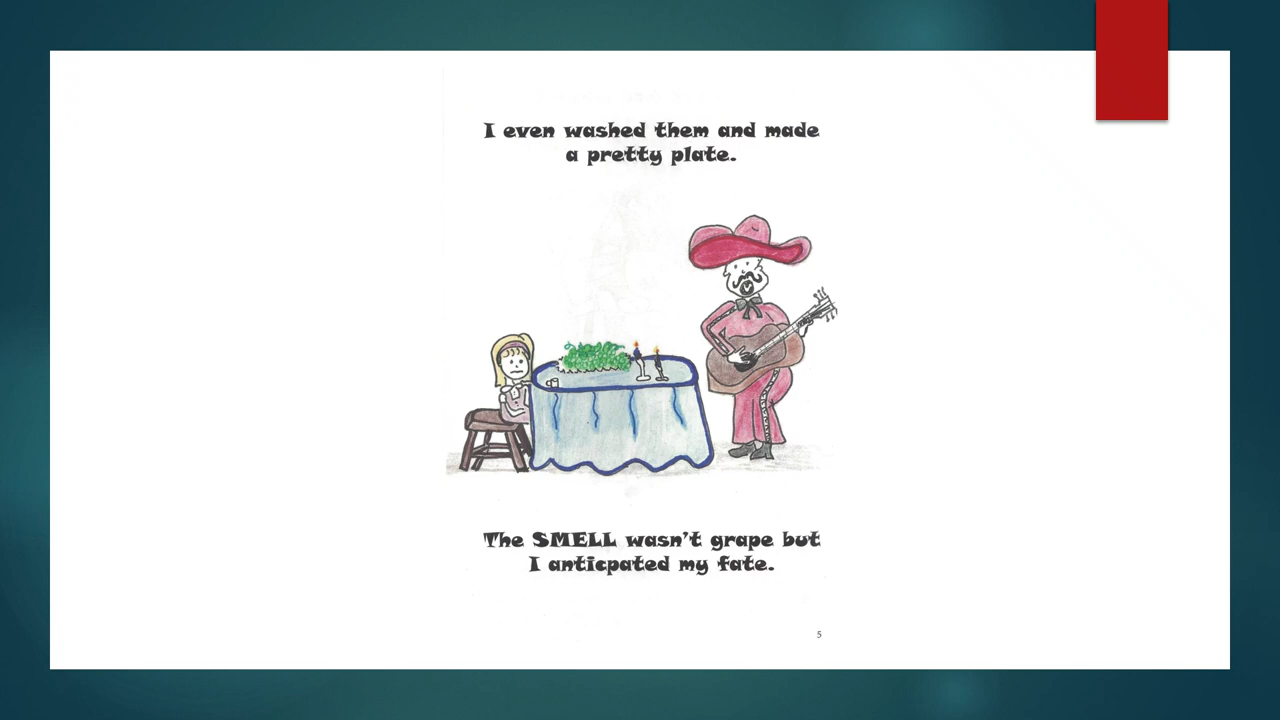 I even washed them and made
a pretty plate.
The SMELL wasn't grape but
I anticpated my fate.
5